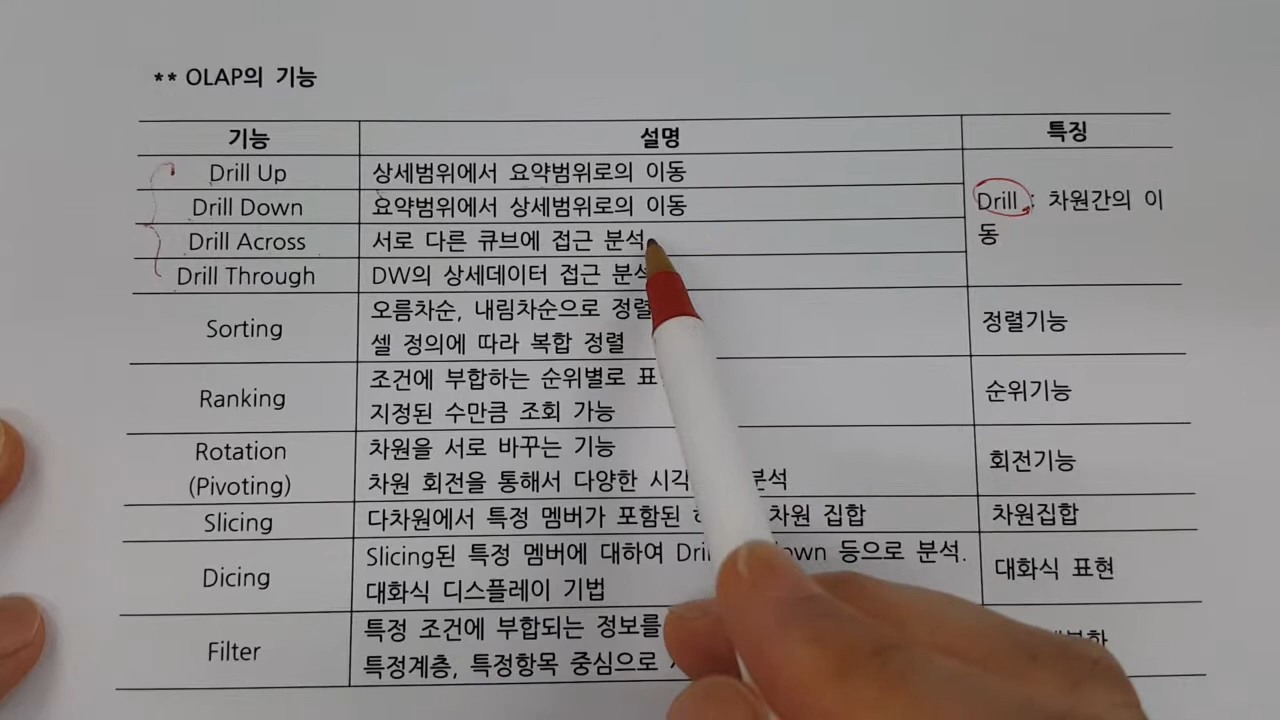 ** OLAP의 기능
기능 설명 특징
Drill Up 상세범위에서 요약범위로의 이동
Drill Down 요약범위에서 상세범위로의 이동
Drill : 차원간의 이
동
Drill Across 서로 다른 큐브에 접근 분석
Drill Through DW의 상세데이터 접근
Sorting
오름차순, 내림차순으로
셀 정의에 따라 복합 정렬
정렬기능
Ranking
조건에 부합하는 순위별로
지정된 수만큼 조회 가능
순위기능
Rotation
(Pivoting)
차원을 서로 바꾸는 기능
차원 회전을 통해서 다양한 분석
회전기능
Slicing 다차원에서 특정 멤버가 포함된 차원 집합 차원집합
Dicing
Slicing된 특정 멤버에 대하여 등으로 분석.
대화식 디스플레이 기법
대화식 표현
Filter
특정 조건에 부합되는 정보를
특정계층, 특정항목 중심으로